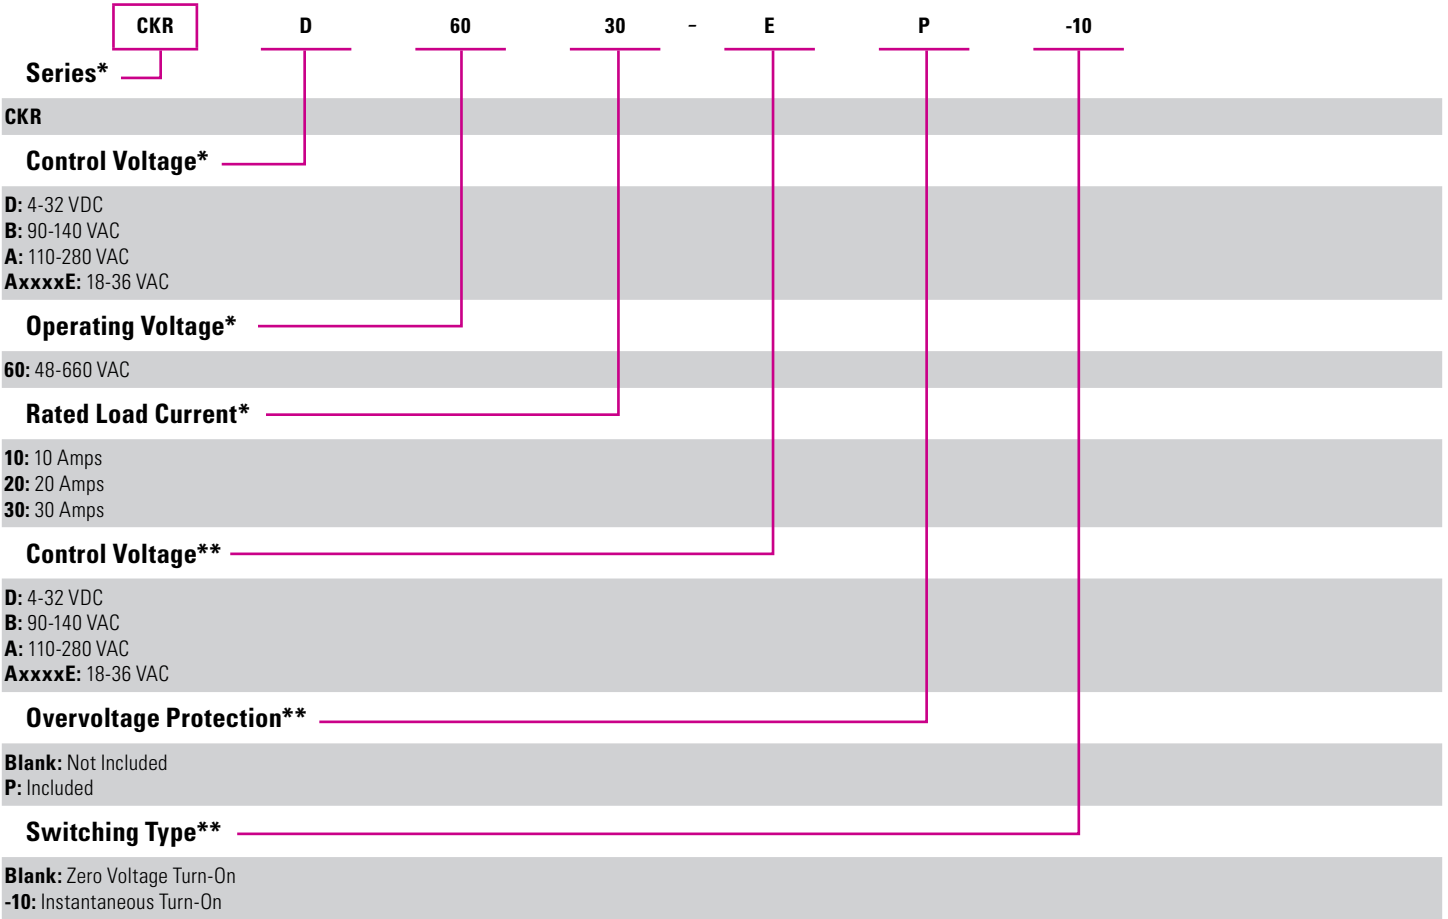 CKR D 60 30 – E P -10
Series*
CKR
Control Voltage*
D: 4-32 VDC
B: 90-140 VAC
A: 110-280 VAC
AxxxxE: 18-36 VAC
Operating Voltage*
60: 48-660 VAC
Rated Load Current*
10: 10 Amps
20: 20 Amps
30: 30 Amps
Control Voltage**
D: 4-32 VDC
B: 90-140 VAC
A: 110-280 VAC
AxxxxE: 18-36 VAC
Overvoltage Protection**
Blank: Not Included
P: Included
Switching Type**
Blank: Zero Voltage Turn-On
-10: Instantaneous Turn-On